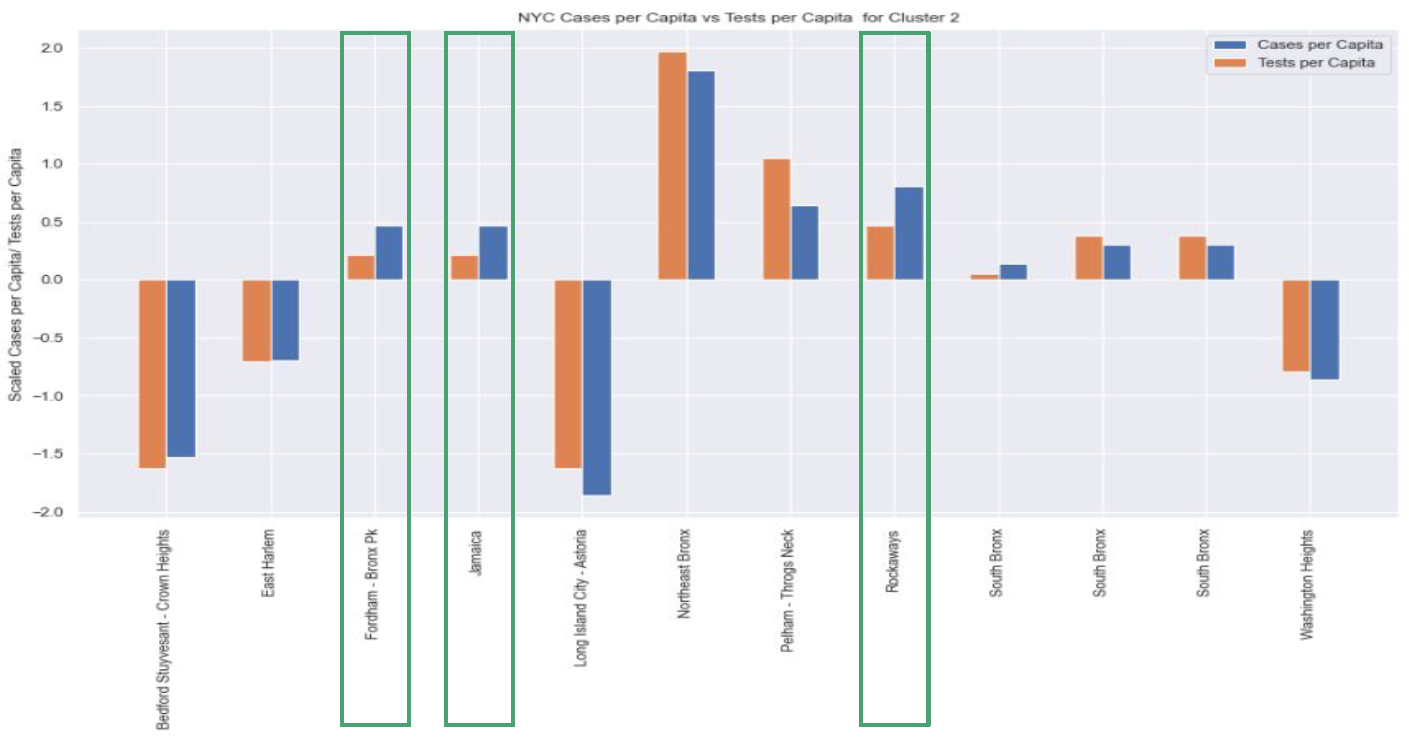 NYC Cases per Capita vs Tests per Capita for Cluster 2
Cases per Capita
Tests per Capita
Scaled Cases per Capita/ Tests per Capita
2.0
1.5
1.0
0.5
0.0
−0.5
−1.0
−1.5
−2.0
Bedford Stuyvesant - Crown Heights
East Harlem
Fordham - Bronx Pk
Jamaica
Long Island City - Astoria
Northeast Bronx
Pelham - Throgs Neck
Rockaways
South Bronx
South Bronx
South Bronx
Washington Heights